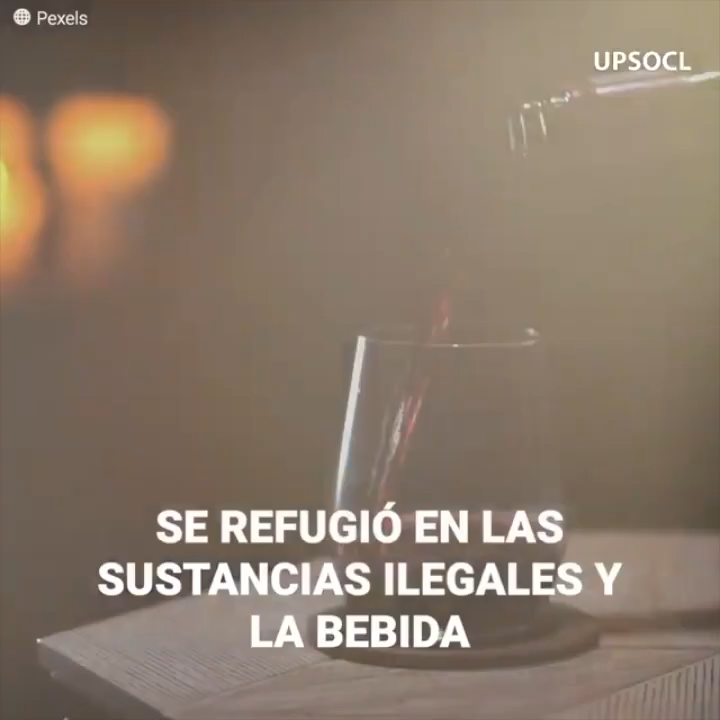 Pexels
UPSOCL
SE REFUGIÓ EN LAS
SUSTANCIAS ILEGALES Y
LA BEBIDA